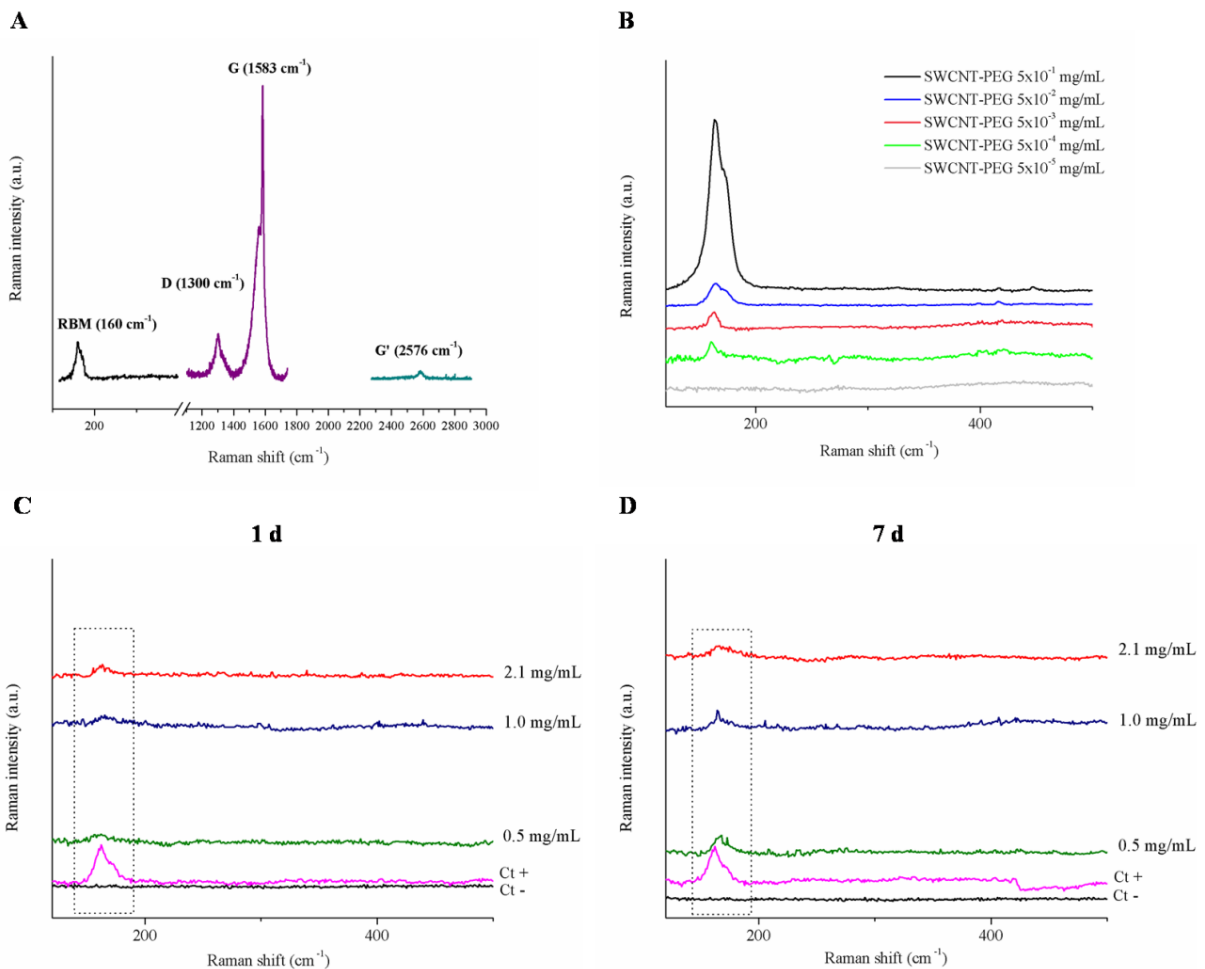 A
G (1583 cm⁻¹)
D (1300 cm⁻¹)
RBM (160 cm⁻¹)
G' (2576 cm⁻¹)
Raman intensity (a.u.)
200 1200 1400 1600 1800 2000 2200 2400 2600 2800 3000
Raman shift (cm⁻¹)
B
SWCNT-PEG 5x10⁻¹ mg/mL
SWCNT-PEG 5x10⁻² mg/mL
SWCNT-PEG 5x10⁻³ mg/mL
SWCNT-PEG 5x10⁻⁴ mg/mL
SWCNT-PEG 5x10⁻⁵ mg/mL
Raman intensity (a.u.)
200 400
Raman shift (cm⁻¹)
C
1 d
2.1 mg/mL
1.0 mg/mL
0.5 mg/mL
Ct +
Ct -
Raman intensity (a.u.)
200 400
Raman shift (cm⁻¹)
D
7 d
2.1 mg/mL
1.0 mg/mL
0.5 mg/mL
Ct +
Ct -
Raman intensity (a.u.)
200 400
Raman shift (cm⁻¹)